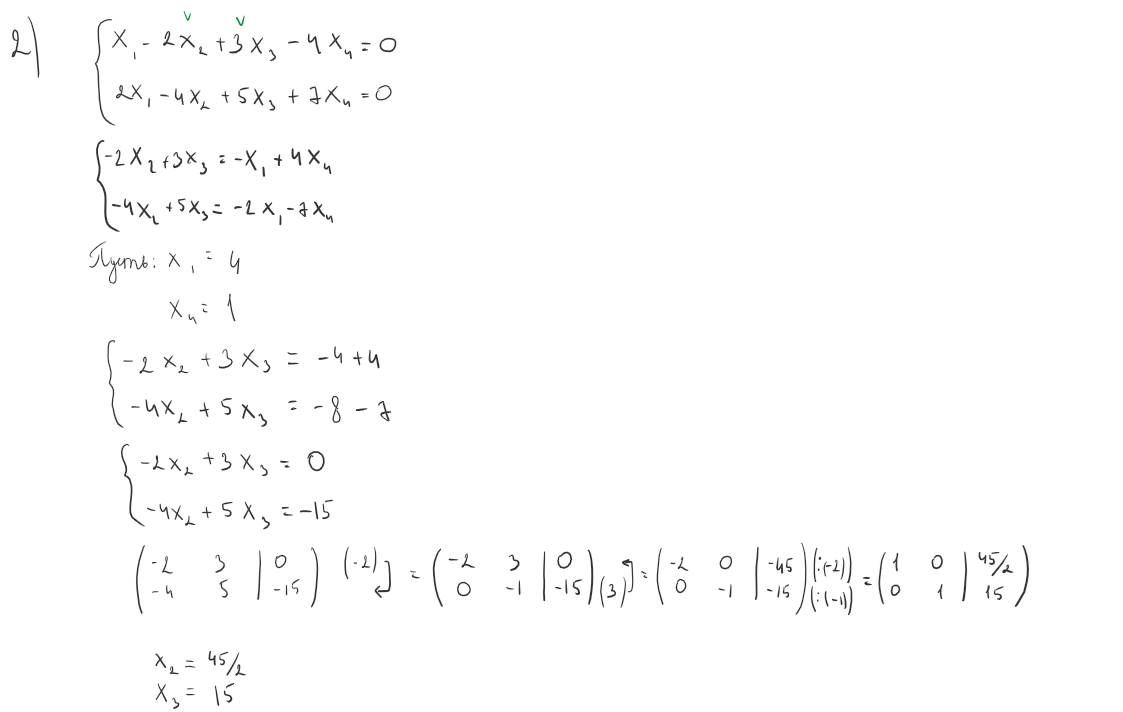 2)
{ x₁ - 2x₂ + 3x₃ - 4x₄ = 0
2x₁ - 4x₂ + 5x₃ + 7x₄ = 0
{ -2x₂ + 3x₃ = -x₁ + 4x₄
-4x₂ + 5x₃ = -2x₁ - 7x₄
Пусть: x₁ = 4
x₄ = 1
{ -2x₂ + 3x₃ = -4 + 4
-4x₂ + 5x₃ = -8 - 7
{ -2x₂ + 3x₃ = 0
-4x₂ + 5x₃ = -15
( -2 3 | 0 ) (-2) = ( -2 3 | 0 ) = ( -2 0 | -45 ) (:(-2)) = ( 1 0 | 45/2 )
( -4 5 | -15 ) ( 0 -1 | -15 ) (3) ( 0 -1 | -15 ) (:(-1)) ( 0 1 | 15 )
x₂ = 45/2
x₃ = 15